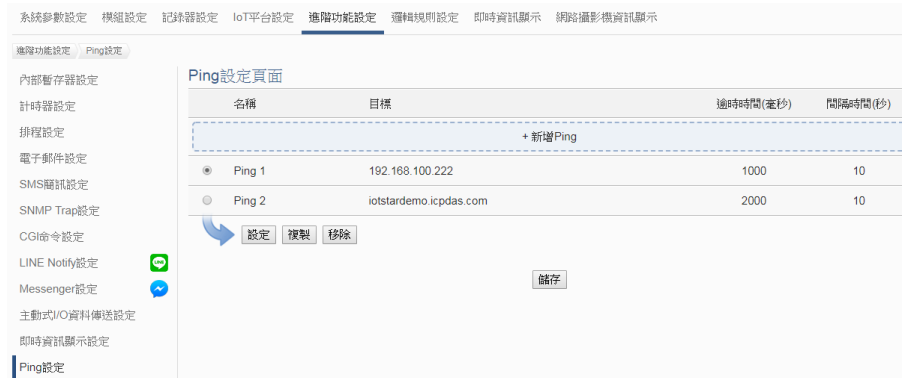 系統參數設定 模組設定 記錄器設定 IoT平台設定 進階功能設定 邏輯規則設定 即時資訊顯示 網路攝影機資訊顯示
進階功能設定 Ping設定
內部暫存器設定
計時器設定
排程設定
電子郵件設定
SMS簡訊設定
SNMP Trap設定
CGI命令設定
LINE Notify設定
Messenger設定
主動式I/O資料傳送設定
即時資訊顯示設定
Ping設定
Ping設定頁面
名稱 目標 逾時時間(毫秒) 間隔時間(秒)
+ 新增Ping
Ping 1 192.168.100.222 1000 10
Ping 2 iotstardemo.icpdas.com 2000 10
設定 複製 移除
儲存